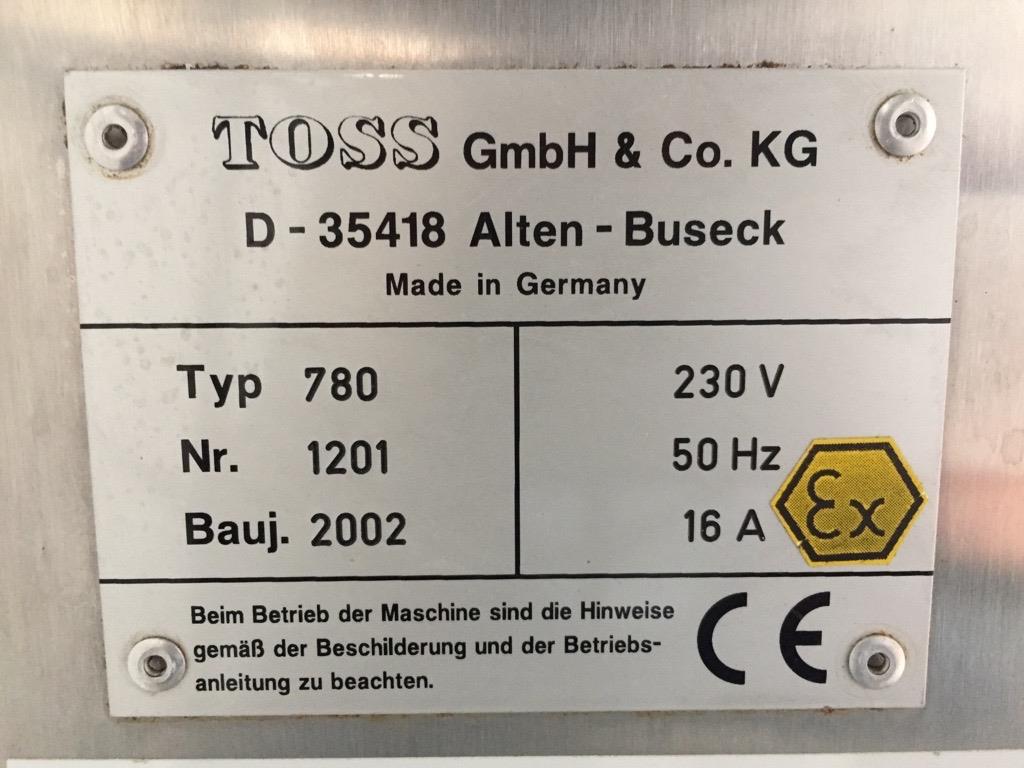 TOSS GmbH & Co. KG
D - 35418 Alten - Buseck
Made in Germany
Typ 780
Nr. 1201
Bauj. 2002
230 V
50 Hz
16 A
Ex
Beim Betrieb der Maschine sind die Hinweise
gemäß der Beschilderung und der Betriebs-
anleitung zu beachten.
CE